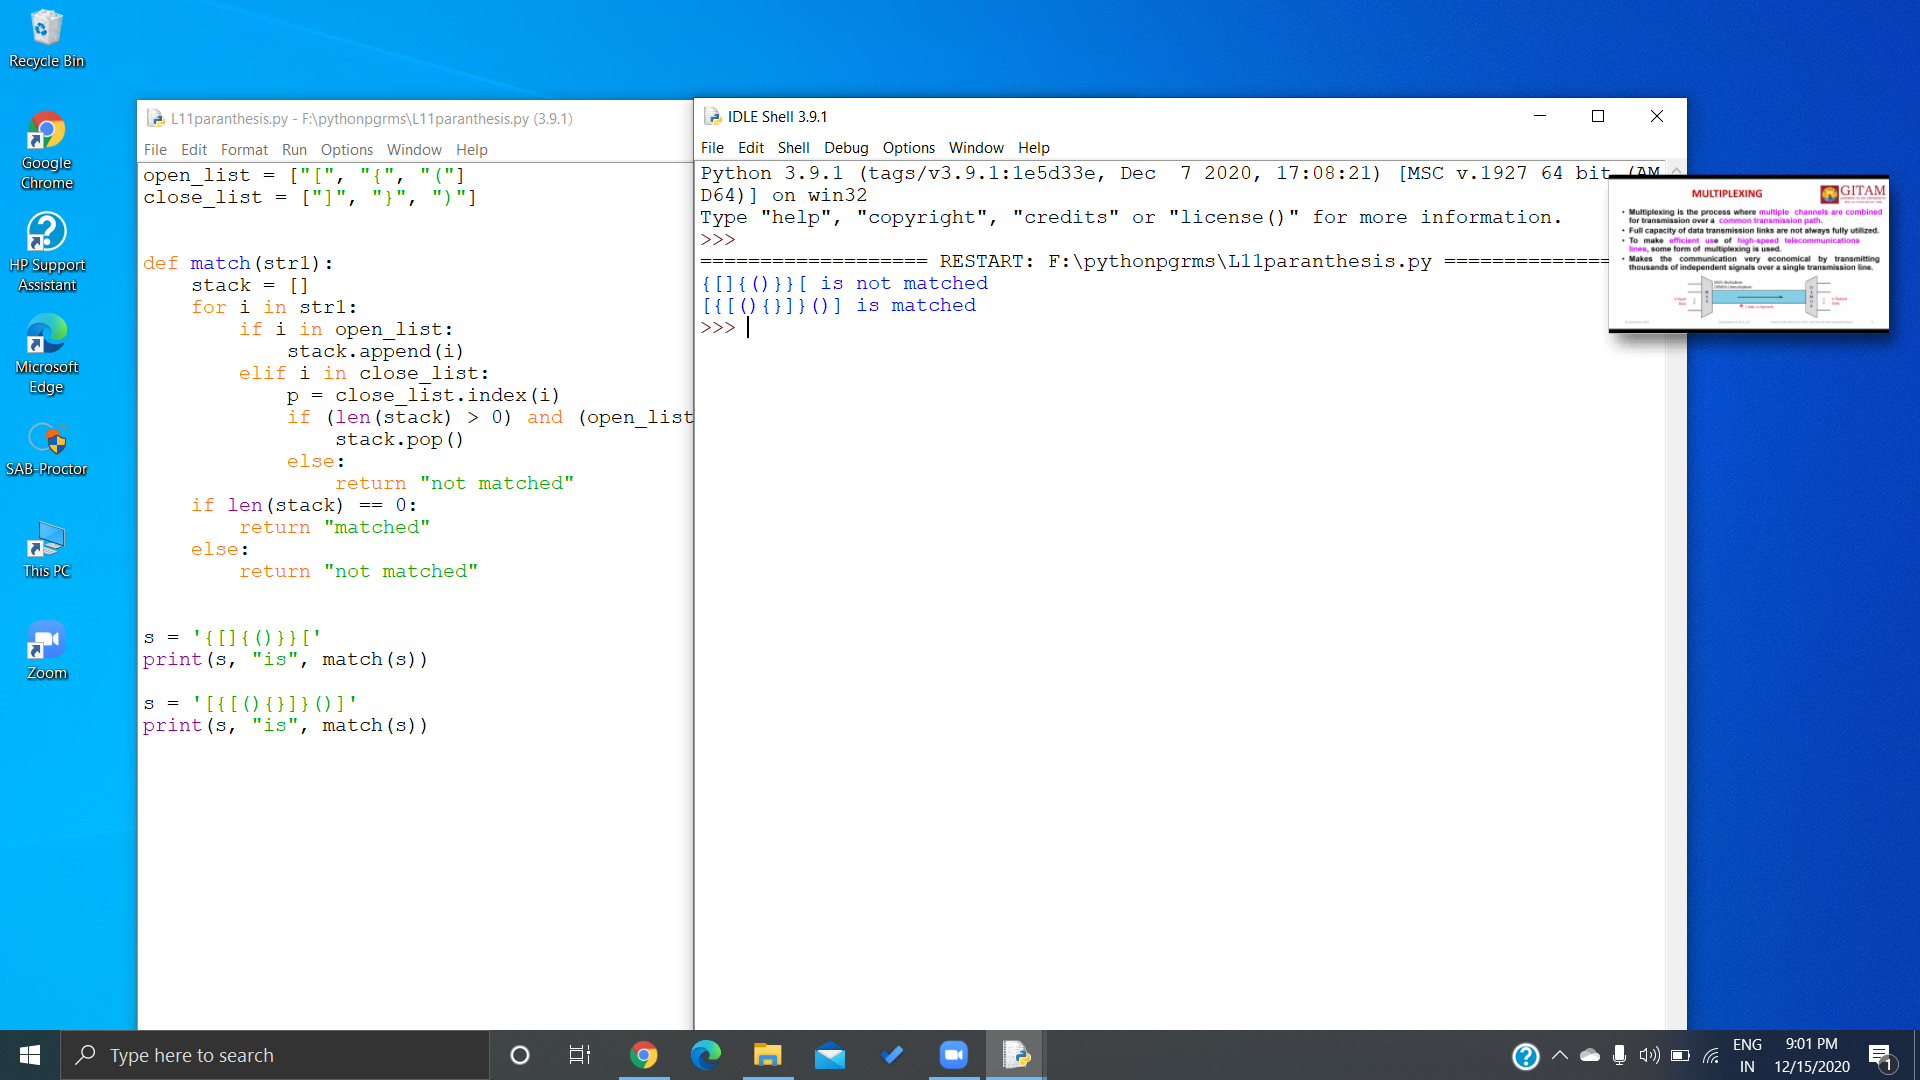 Recycle Bin
Google
Chrome
HP Support
Assistant
Microsoft
Edge
SAB-Proctor
This PC
Zoom
L11paranthesis.py - F:\pythonpgrms\L11paranthesis.py (3.9.1)
File Edit Format Run Options Window Help
open_list = ["[", "{", "("]
close_list = ["]", "}", ")"]
def match(str1):
    stack = []
    for i in str1:
        if i in open_list:
            stack.append(i)
        elif i in close_list:
            p = close_list.index(i)
            if (len(stack) > 0) and (open_list
                stack.pop()
            else:
                return "not matched"
    if len(stack) == 0:
        return "matched"
    else:
        return "not matched"
s = '{[]{()}}['
print(s, "is", match(s))
s = '[{[(){}]}()]'
print(s, "is", match(s))
IDLE Shell 3.9.1
File Edit Shell Debug Options Window Help
Python 3.9.1 (tags/v3.9.1:1e5d33e, Dec  7 2020, 17:08:21) [MSC v.1927 64 bit (AM
D64)] on win32
Type "help", "copyright", "credits" or "license()" for more information.
>>>
=================== RESTART: F:\pythonpgrms\L11paranthesis.py ==============
{[]{()}}[ is not matched
[{[(){}]}()] is matched
>>>
MULTIPLEXING
GITAM
• Multiplexing is the process where multiple channels are combined
for transmission over a common transmission path.
• Full capacity of data transmission links are not always fully utilized.
• To make efficient use of high-speed telecommunications
lines, some form of multiplexing is used.
• Makes the communication very economical by transmitting
thousands of independent signals over a single transmission line.
Type here to search
ENG
IN
9:01 PM
12/15/2020
1